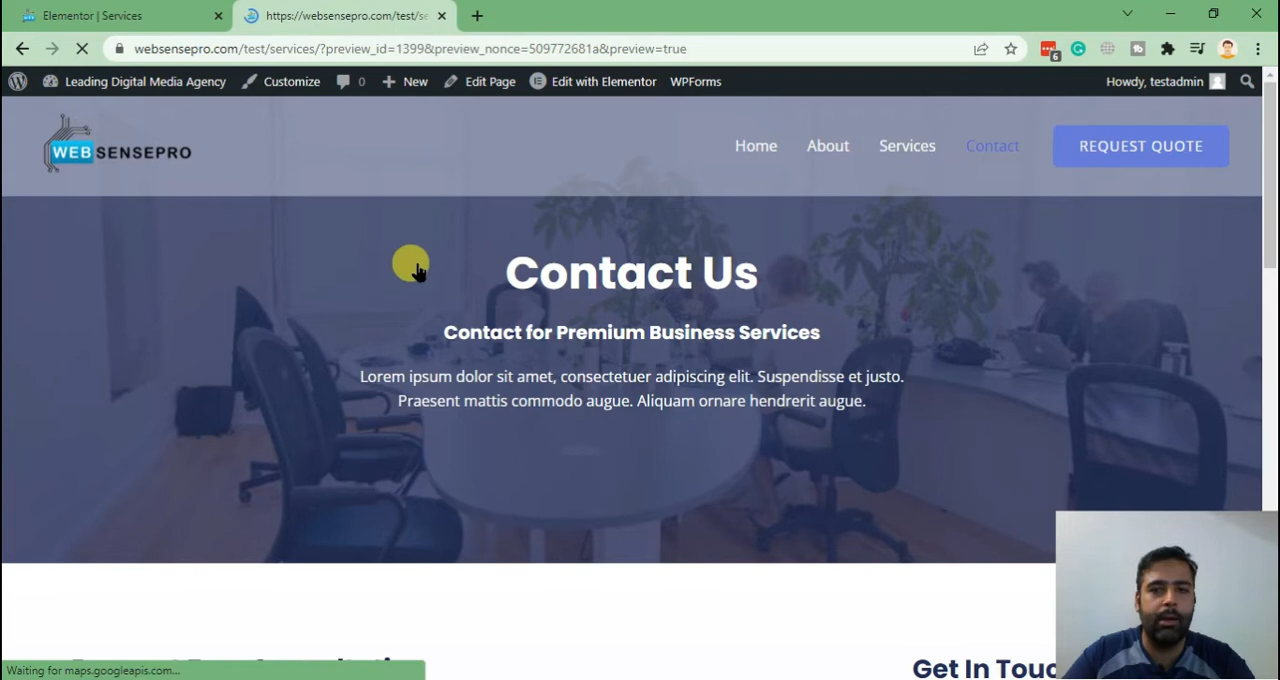 Elementor | Services
https://websensepro.com/test/se
websensepro.com/test/services/?preview_id=1399&preview_nonce=509772681a&preview=true
6
Leading Digital Media Agency
Customize
0
New
Edit Page
Edit with Elementor
WPForms
Howdy, testadmin
WEBSENSEPRO
Home
About
Services
Contact
REQUEST QUOTE
Contact Us
Contact for Premium Business Services
Lorem ipsum dolor sit amet, consectetuer adipiscing elit. Suspendisse et justo.
Praesent mattis commodo augue. Aliquam ornare hendrerit augue.
Get In Touc
Waiting for maps.googleapis.com...